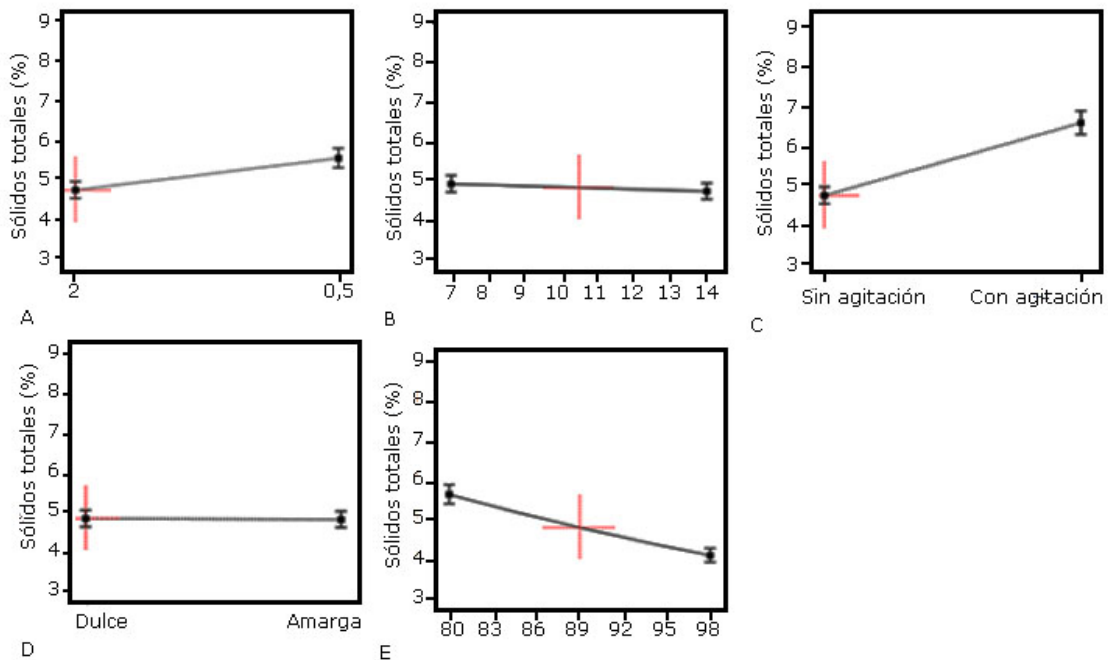 Sólidos totales (%)
9
8
7
6
5
4
3
2 0,5
A
Sólidos totales (%)
9
8
7
6
5
4
3
7 8 9 10 11 12 13 14
B
Sólidos totales (%)
9
8
7
6
5
4
3
Sin agitación Con agitación
C
Sólidos totales (%)
9
8
7
6
5
4
3
Dulce Amarga
D
Sólidos totales (%)
9
8
7
6
5
4
3
80 83 86 89 92 95 98
E